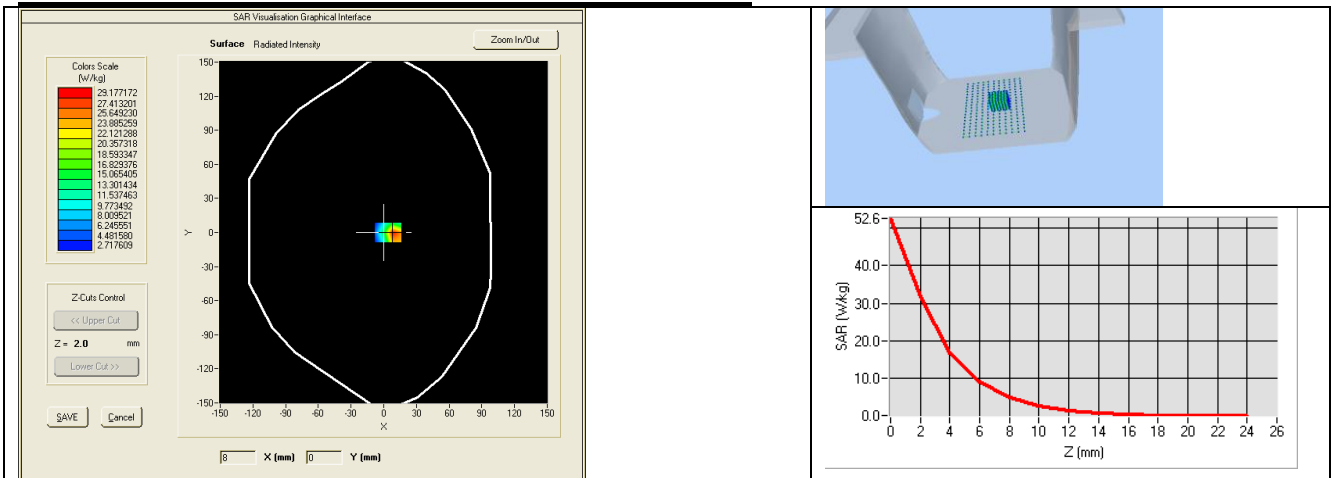 SAR Visualisation Graphical Interface
Surface Radiated Intensity
Zoom In/Out
Colors Scale
(W/kg)
29.177172
27.413201
25.649230
23.885259
22.121288
20.357318
18.593347
16.829376
15.065405
13.301434
11.537463
9.773492
8.009521
6.245551
4.481580
2.717609
Z-Cuts Control
<< Upper Cut
Z = 2.0 mm
Lower Cut >>
SAVE Cancel
150
120
90
60
30
0
-30
-60
-90
-120
-150
Y
-150 -120 -90 -60 -30 0 30 60 90 120 150
X
8 X (mm) 0 Y (mm)
52.6
40.0
30.0
20.0
10.0
0.0
SAR (W/kg)
0 2 4 6 8 10 12 14 16 18 20 22 24 26
Z (mm)